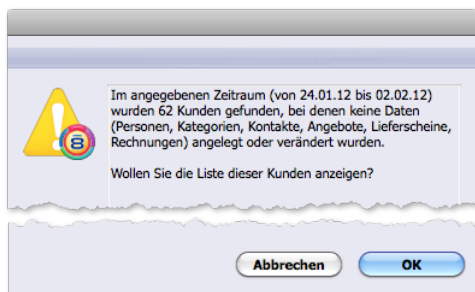 8
Im angegebenen Zeitraum (von 24.01.12 bis 02.02.12)
wurden 62 Kunden gefunden, bei denen keine Daten
(Personen, Kategorien, Kontakte, Angebote, Lieferscheine,
Rechnungen) angelegt oder verändert wurden.
Wollen Sie die Liste dieser Kunden anzeigen?
Abbrechen OK